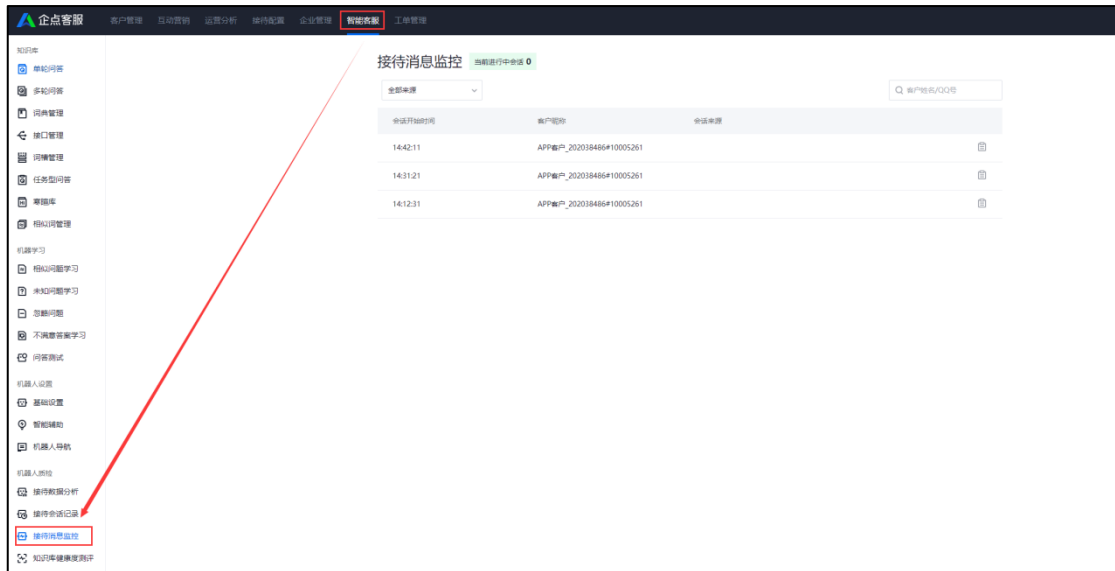 企点客服
客户管理 互动营销 运营分析 接待配置 企业管理 智能客服 工单管理
知识库
单轮问答
多轮问答
词典管理
接口管理
词槽管理
任务型问答
寒暄库
相似词管理
机器学习
相似问题学习
未知问题学习
忽略问题
不满意答案学习
问答测试
机器人设置
基础设置
智能辅助
机器人导航
机器人质检
接待数据分析
接待会话记录
接待消息监控
知识库健康度测评
接待消息监控 当前进行中会话 0
全部来源 客户姓名/QQ号
会话开始时间 客户昵称 会话来源
14:42:11 APP客户_202038486#10005261
14:31:21 APP客户_202038486#10005261
14:12:31 APP客户_202038486#10005261